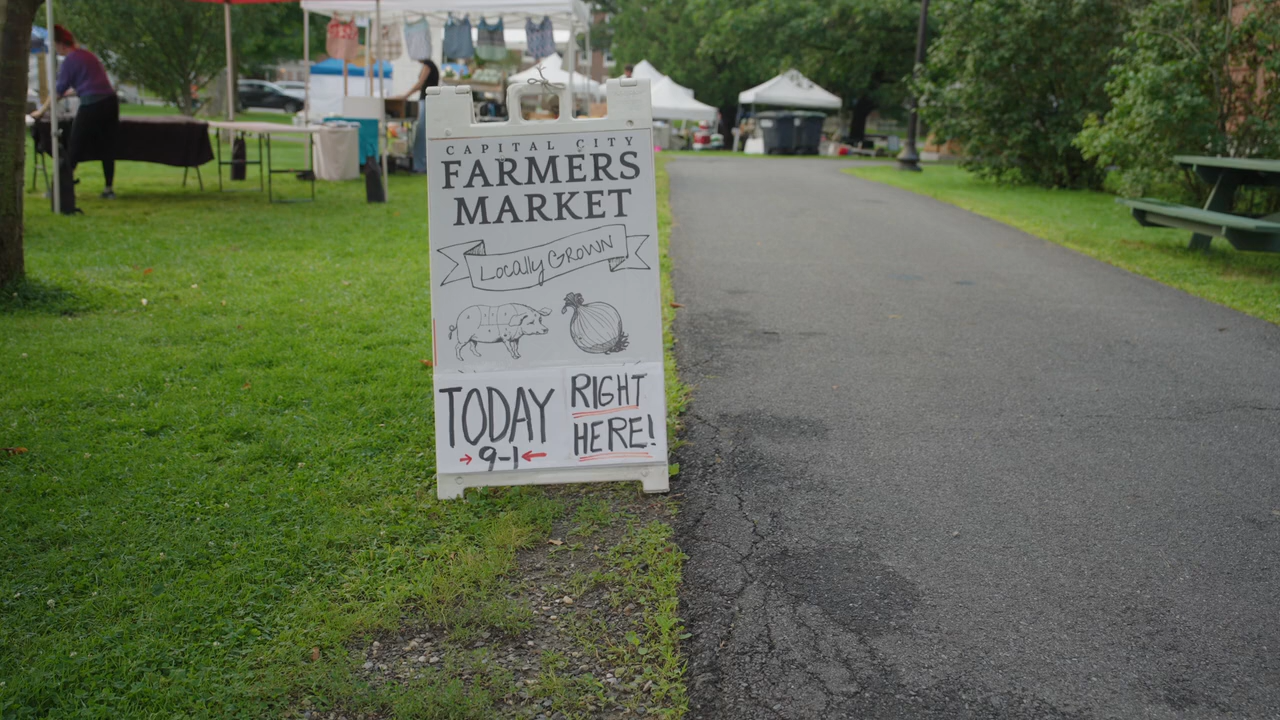 CAPITAL CITY
FARMERS
MARKET
Locally Grown
TODAY
9-1
RIGHT
HERE!